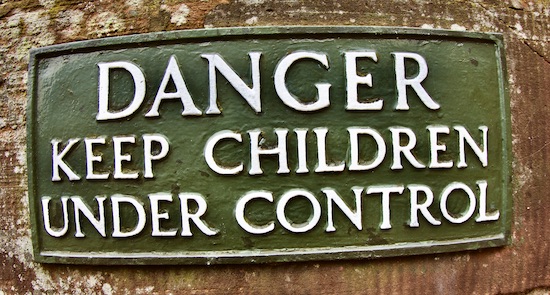 DANGER
KEEP CHILDREN
UNDER CONTROL